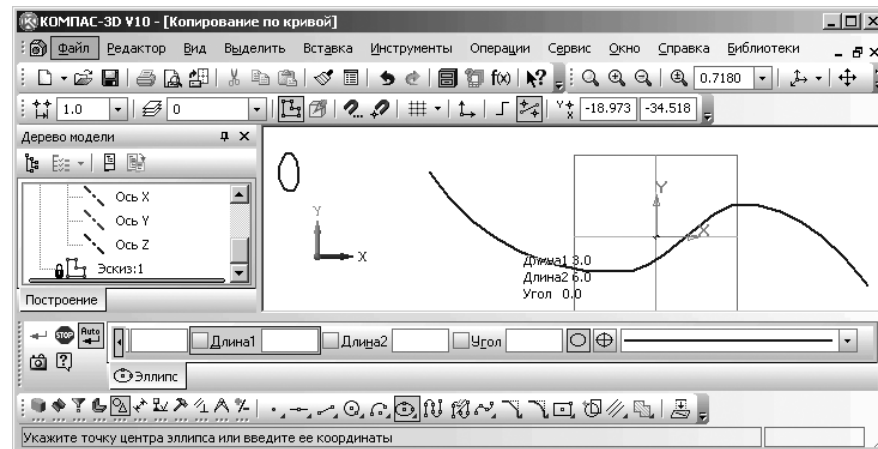 КОМПАС-3D V10 - [Копирование по кривой]
Файл Редактор Вид Выделить Вставка Инструменты Операции Сервис Окно Справка Библиотеки
f(x) 0.7180
1.0 0 -18.973 -34.518
Дерево модели
Ось X
Ось Y
Ось Z
Эскиз:1
Построение
Y
X
Y
X
Длина1 3.0
Длина2 6.0
Угол 0.0
STOP Auto Длина1 Длина2 Угол
Эллипс
Укажите точку центра эллипса или введите ее координаты